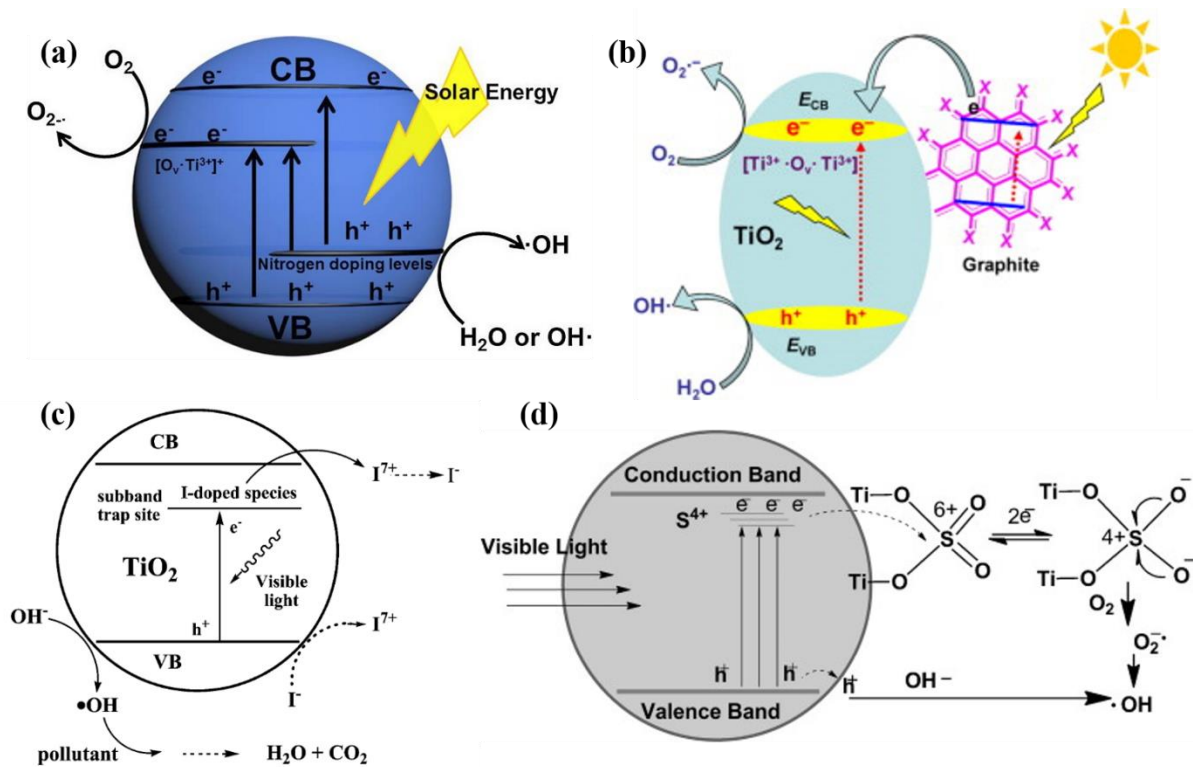 (a)
O2
O2-·
e- CB e-
Solar Energy
e- e-
[Ov·Ti3+]+
h+ h+
Nitrogen doping levels
·OH
h+ h+ h+
VB
H2O or OH·
(b)
O2·−
O2
ECB
e− e−
[Ti3+ ·Ov· Ti3+]
TiO2
e
X X X X X X X X X X
Graphite
OH·
h+ h+
EVB
H2O
(c)
CB
I7+ I-
subband
trap site
I-doped species
e-
TiO2
Visible
light
OH-
h+
I7+
VB
I-
•OH
pollutant
H2O + CO2
(d)
Conduction Band
S4+
e- e- e-
Visible Light
Ti—O
6+
S
O
O
Ti—O
2e-
Ti—O
4+
S
O-
O-
Ti—O
O2
O2-·
h+ h+
h+
OH−
·OH
Valence Band